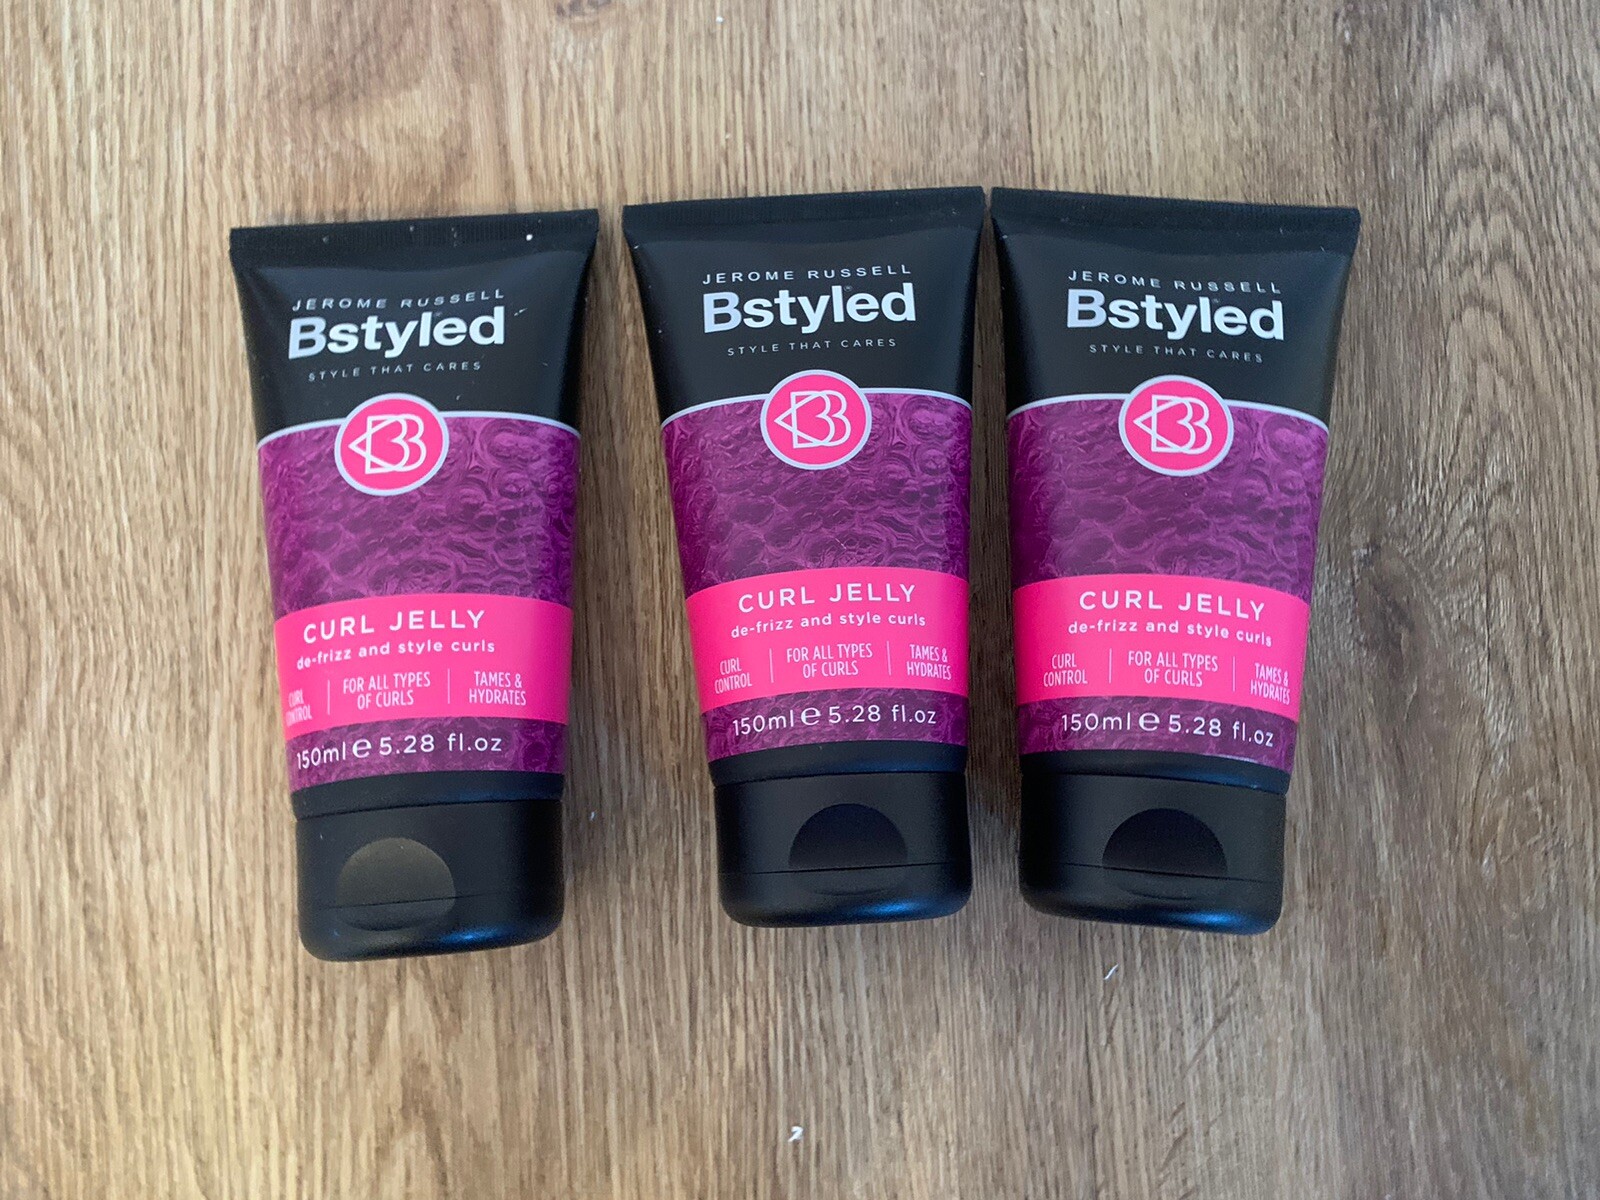 JEROME RUSSELL
Bstyled
STYLE THAT CARES
B
CURL JELLY
de-frizz and style curls
CURL
CONTROL
FOR ALL TYPES
OF CURLS
TAMES &
HYDRATES
150ml e 5.28 fl.oz
JEROME RUSSELL
Bstyled
STYLE THAT CARES
B
CURL JELLY
de-frizz and style curls
CURL
CONTROL
FOR ALL TYPES
OF CURLS
TAMES &
HYDRATES
150ml e 5.28 fl.oz
JEROME RUSSELL
Bstyled
STYLE THAT CARES
B
CURL JELLY
de-frizz and style curls
CURL
CONTROL
FOR ALL TYPES
OF CURLS
TAMES &
HYDRATES
150ml e 5.28 fl.oz